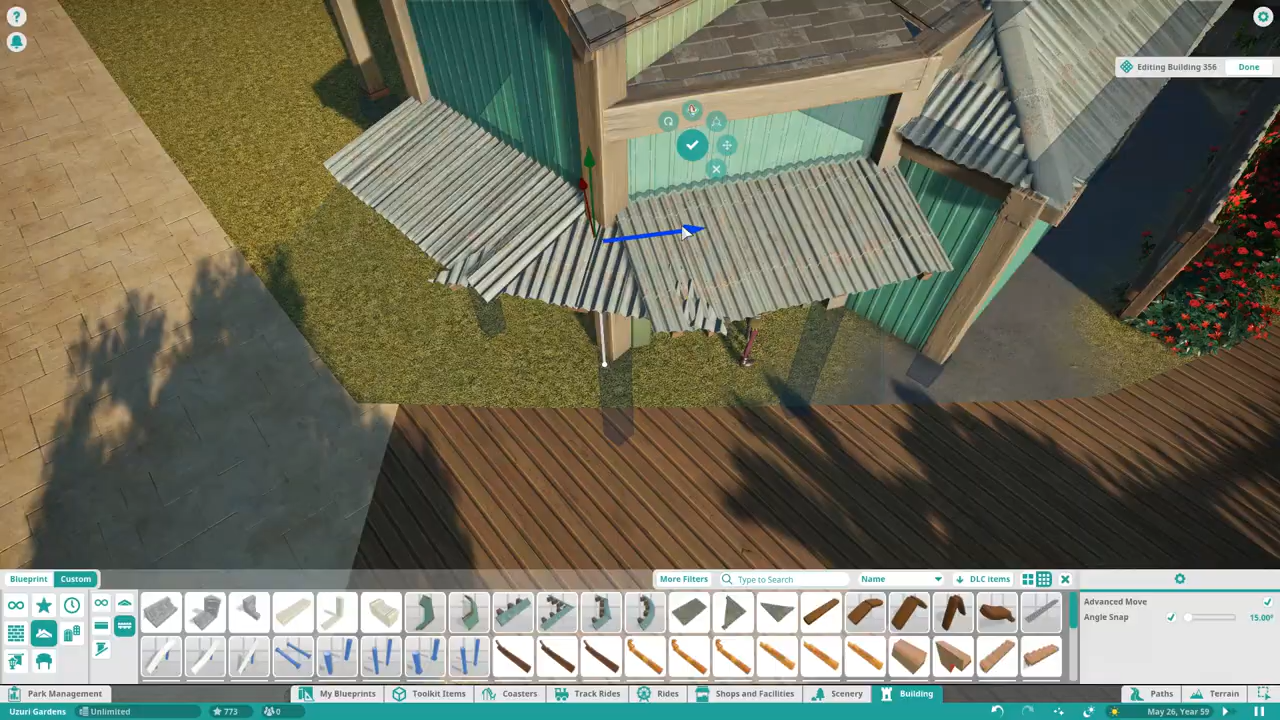 ?
Editing Building 356 Done
Blueprint Custom More Filters Type to Search Name DLC items
Advanced Move
Angle Snap 15.00°
Park Management My Blueprints Toolkit Items Coasters Track Rides Rides Shops and Facilities Scenery Building Paths Terrain
Uzuri Gardens Unlimited 773 0 May 26, Year 59